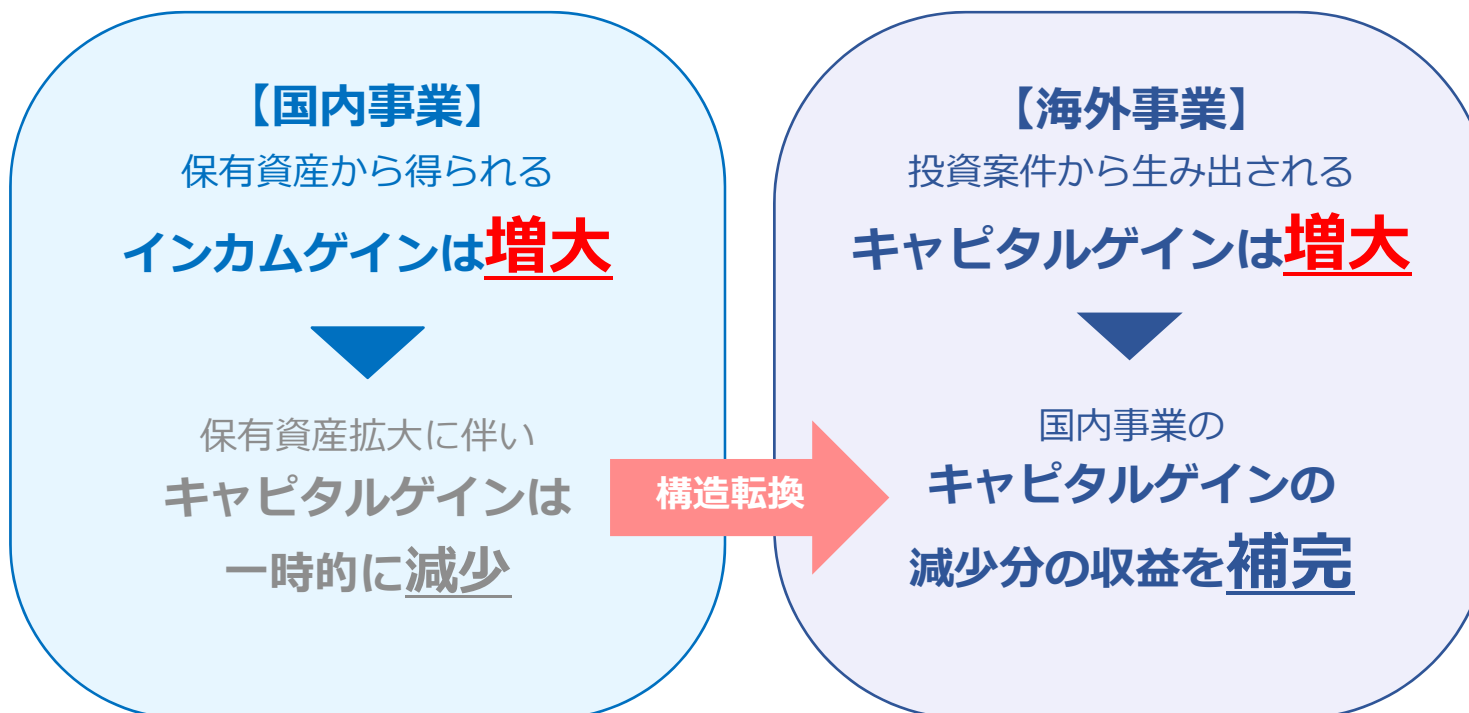 【国内事業】
保有資産から得られる
インカムゲインは増大
保有資産拡大に伴い
キャピタルゲインは
一時的に減少
構造転換
【海外事業】
投資案件から生み出される
キャピタルゲインは増大
国内事業の
キャピタルゲインの
減少分の収益を補完